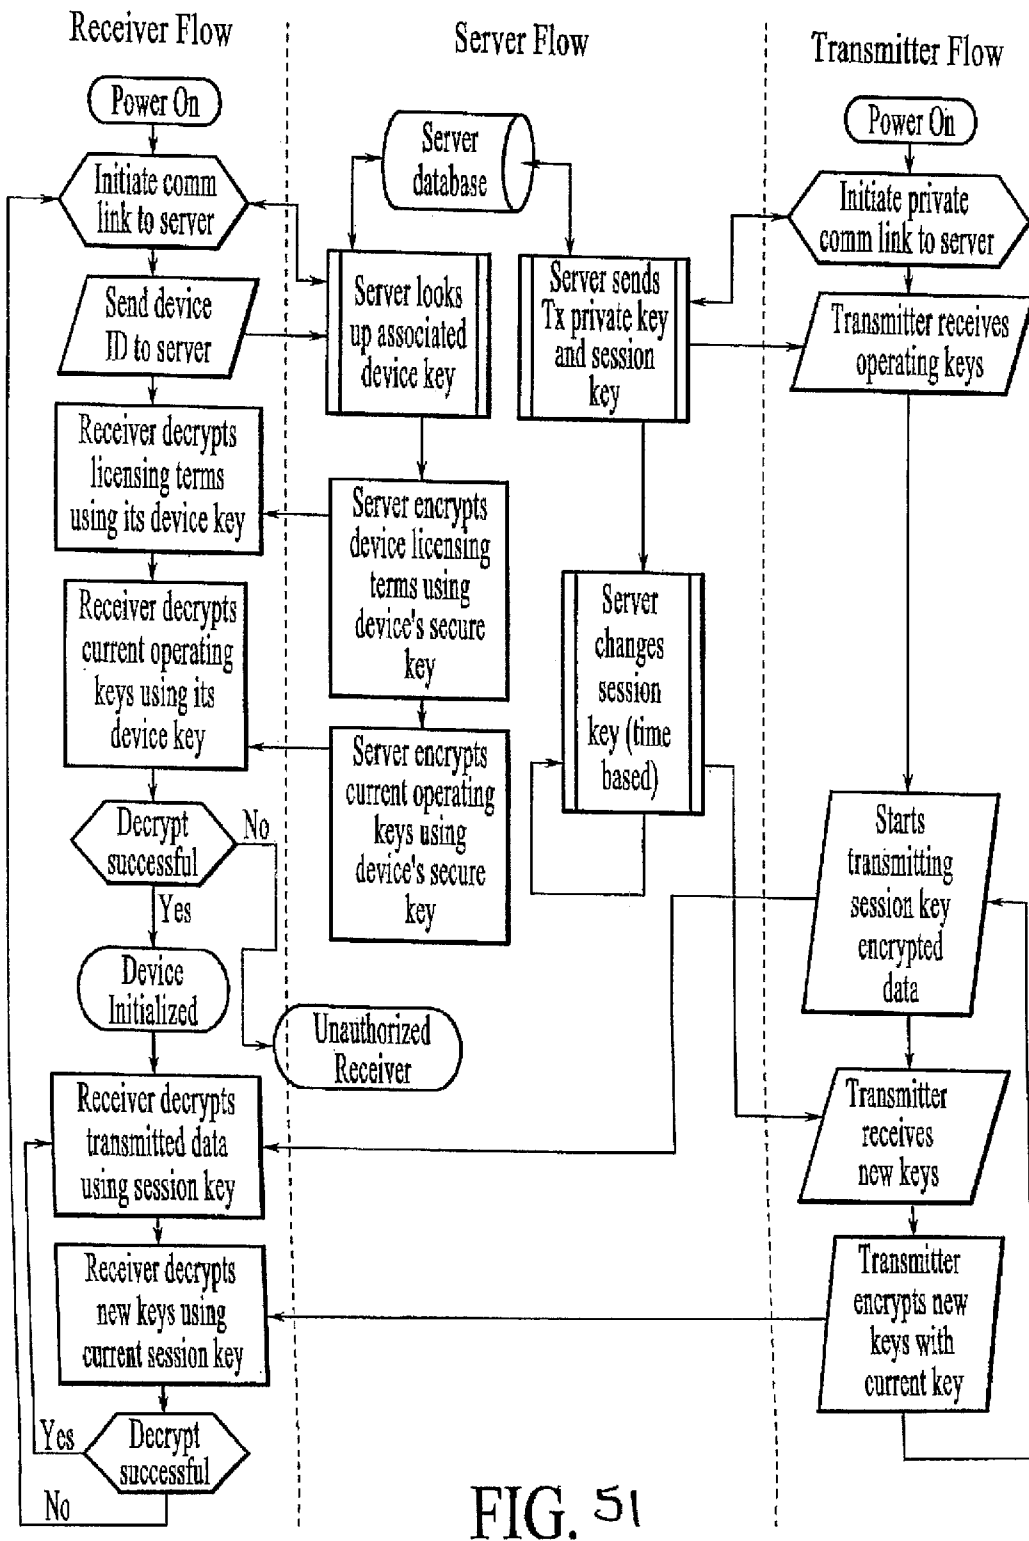 Receiver Flow
Power On
Initiate comm
link to server
Send device
ID to server
Receiver decrypts
licensing terms
using its device key
Receiver decrypts
current operating
keys using its
device key
Decrypt
successful
No
Yes
Device
Initialized
Receiver decrypts
transmitted data
using session key
Receiver decrypts
new keys using
current session key
Decrypt
successful
Yes
No
Server Flow
Server
database
Server looks
up associated
device key
Server sends
Tx private key
and session
key
Server encrypts
device licensing
terms using
device's secure
key
Server
changes
session
key (time
based)
Server encrypts
current operating
keys using
device's secure
key
Unauthorized
Receiver
Transmitter Flow
Power On
Initiate private
comm link to server
Transmitter receives
operating keys
Starts
transmitting
session key
encrypted
data
Transmitter
receives
new keys
Transmitter
encrypts new
keys with
current key
FIG. 51